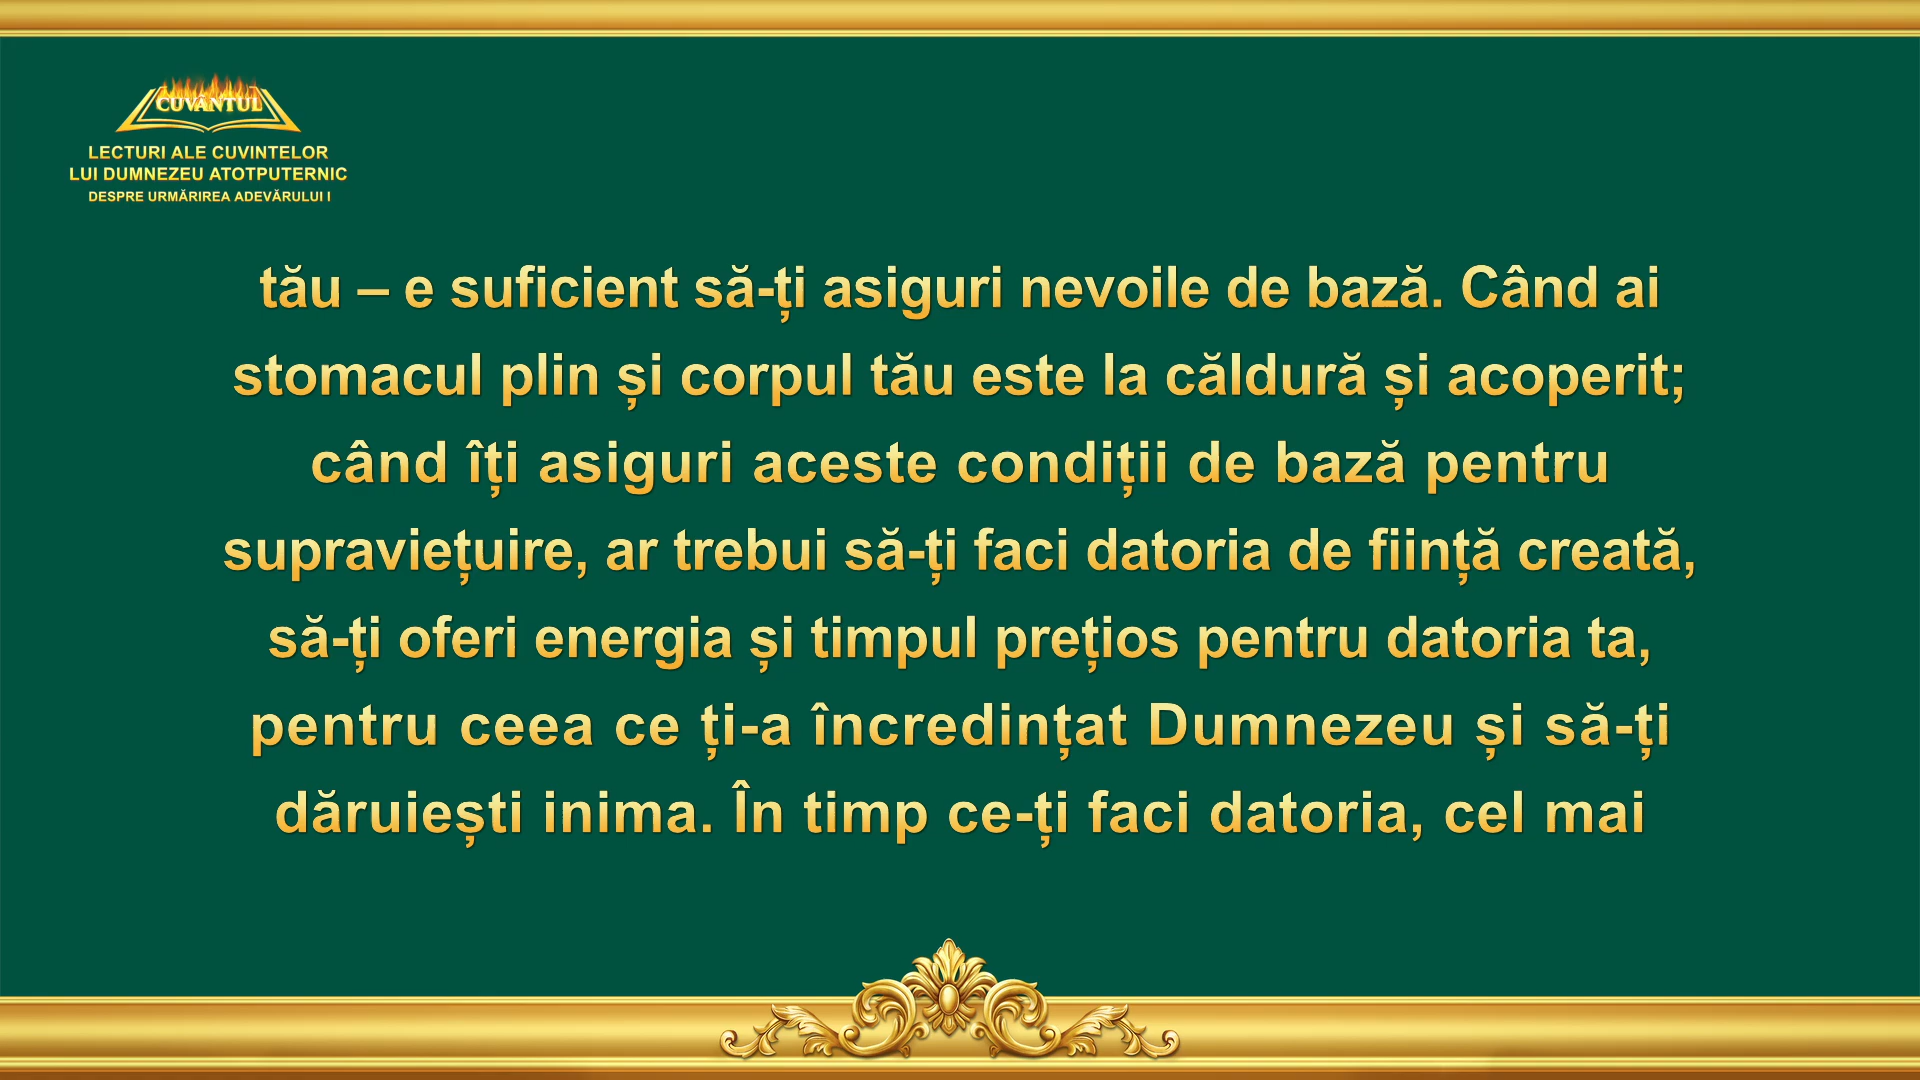 CUVÂNTUL
LECTURI ALE CUVINTELOR
LUI DUMNEZEU ATOTPUTERNIC
DESPRE URMĂRIREA ADEVĂRULUI I
tău – e suficient să-ți asiguri nevoile de bază. Când ai
stomacul plin și corpul tău este la căldură și acoperit;
când îți asiguri aceste condiții de bază pentru
supraviețuire, ar trebui să-ți faci datoria de ființă creată,
să-ți oferi energia și timpul prețios pentru datoria ta,
pentru ceea ce ți-a încredințat Dumnezeu și să-ți
dăruiești inima. În timp ce-ți faci datoria, cel mai